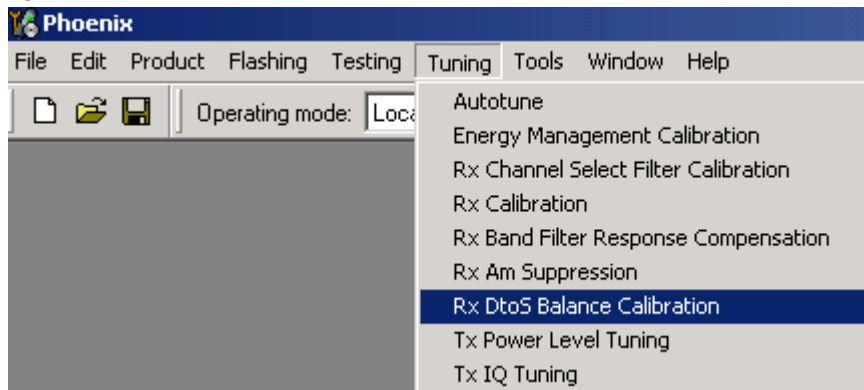 Phoenix
File Edit Product Flashing Testing Tuning Tools Window Help
Operating mode: Loca
Autotune
Energy Management Calibration
Rx Channel Select Filter Calibration
Rx Calibration
Rx Band Filter Response Compensation
Rx Am Suppression
Rx DtoS Balance Calibration
Tx Power Level Tuning
Tx IQ Tuning